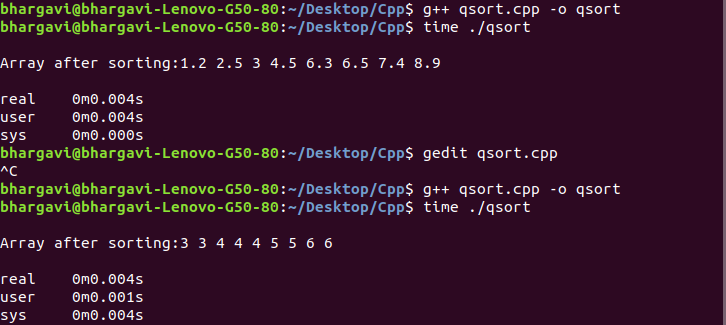 bhargavi@bhargavi-Lenovo-G50-80:~/Desktop/Cpp$ g++ qsort.cpp -o qsort
bhargavi@bhargavi-Lenovo-G50-80:~/Desktop/Cpp$ time ./qsort
Array after sorting:1.2 2.5 3 4.5 6.3 6.5 7.4 8.9
real 0m0.004s
user 0m0.004s
sys 0m0.000s
bhargavi@bhargavi-Lenovo-G50-80:~/Desktop/Cpp$ gedit qsort.cpp
^C
bhargavi@bhargavi-Lenovo-G50-80:~/Desktop/Cpp$ g++ qsort.cpp -o qsort
bhargavi@bhargavi-Lenovo-G50-80:~/Desktop/Cpp$ time ./qsort
Array after sorting:3 3 4 4 4 5 5 6 6
real 0m0.004s
user 0m0.001s
sys 0m0.004s